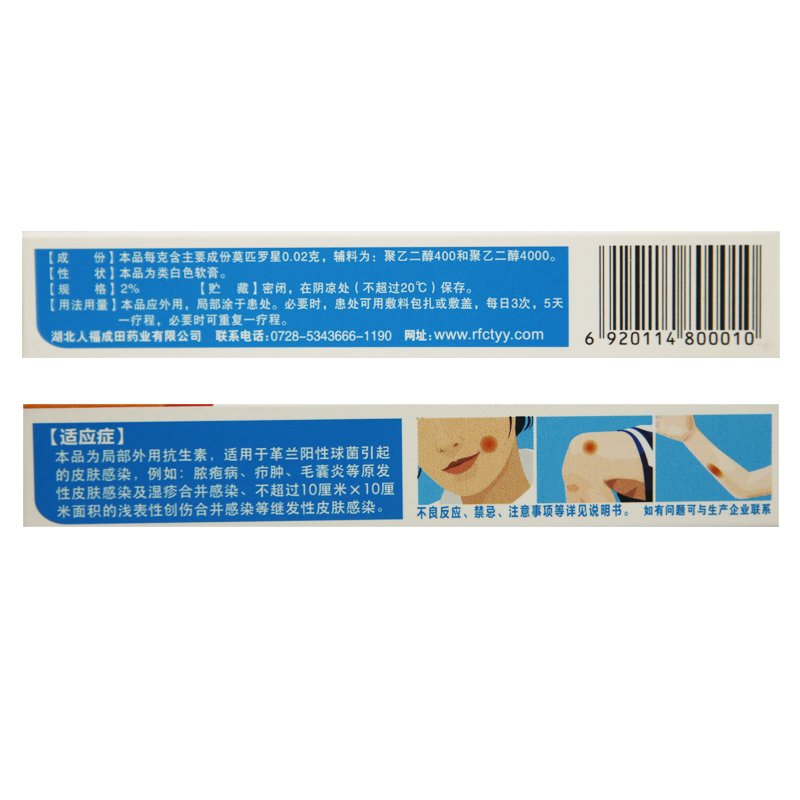 【成　份】本品每克含主要成份莫匹罗星0.02克，辅料为：聚乙二醇400和聚乙二醇4000。
【性　状】本品为类白色软膏。
【规　格】2%　【贮　藏】密闭，在阴凉处（不超过20℃）保存。
【用法用量】本品应外用，局部涂于患处。必要时，患处可用敷料包扎或敷盖，每日3次，5天
一疗程，必要时可重复一疗程。
湖北人福成田药业有限公司　联系电话:0728-5343666-1190　网址:www.rfctyy.com
6 920114 800010
【适应症】
本品为局部外用抗生素，适用于革兰阳性球菌引起
的皮肤感染，例如：脓疱病、疖肿、毛囊炎等原发
性皮肤感染及湿疹合并感染、不超过10厘米×10厘
米面积的浅表性创伤合并感染等继发性皮肤感染。
不良反应、禁忌、注意事项等详见说明书。 如有问题可与生产企业联系